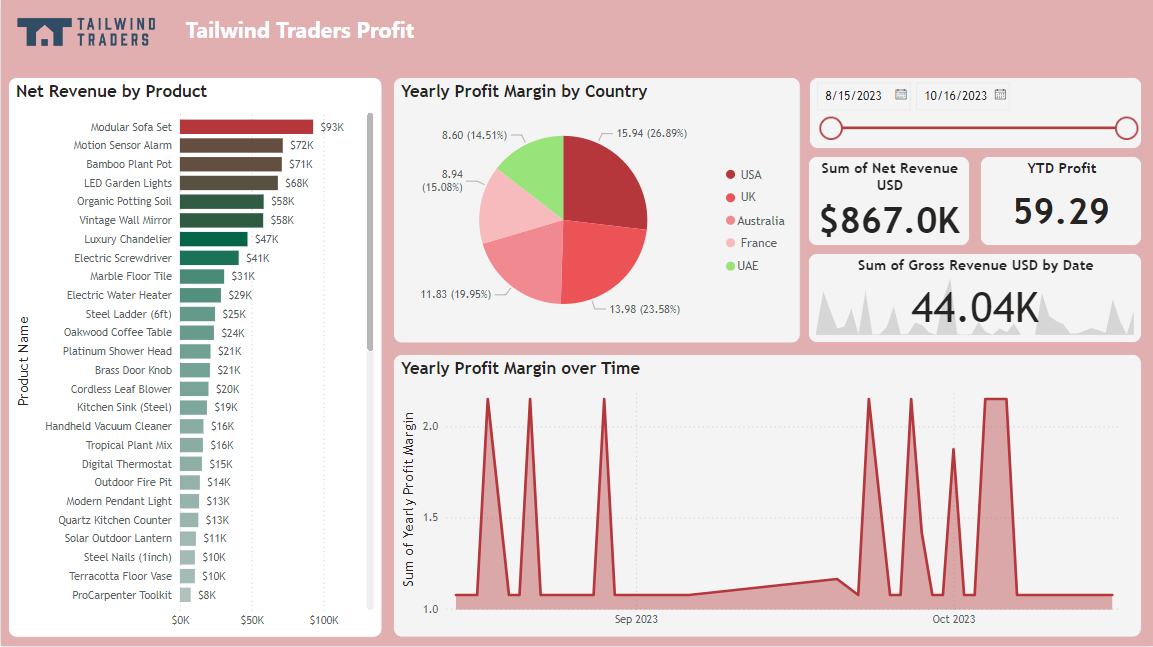 TAILWIND
TRADERS
Tailwind Traders Profit
Net Revenue by Product
Product Name
Modular Sofa Set $93K
Motion Sensor Alarm $72K
Bamboo Plant Pot $71K
LED Garden Lights $68K
Organic Potting Soil $58K
Vintage Wall Mirror $58K
Luxury Chandelier $47K
Electric Screwdriver $41K
Marble Floor Tile $31K
Electric Water Heater $29K
Steel Ladder (6ft) $25K
Oakwood Coffee Table $24K
Platinum Shower Head $21K
Brass Door Knob $21K
Cordless Leaf Blower $20K
Kitchen Sink (Steel) $19K
Handheld Vacuum Cleaner $16K
Tropical Plant Mix $16K
Digital Thermostat $15K
Outdoor Fire Pit $14K
Modern Pendant Light $13K
Quartz Kitchen Counter $13K
Solar Outdoor Lantern $11K
Steel Nails (1inch) $10K
Terracotta Floor Vase $10K
ProCarpenter Toolkit $8K
$0K $50K $100K
Yearly Profit Margin by Country
8.60 (14.51%)
15.94 (26.89%)
8.94
(15.08%)
11.83 (19.95%)
13.98 (23.58%)
USA
UK
Australia
France
UAE
8/15/2023 10/16/2023
Sum of Net Revenue
USD
$867.0K
YTD Profit
59.29
Sum of Gross Revenue USD by Date
44.04K
Yearly Profit Margin over Time
Sum of Yearly Profit Margin
2.0
1.5
1.0
Sep 2023 Oct 2023